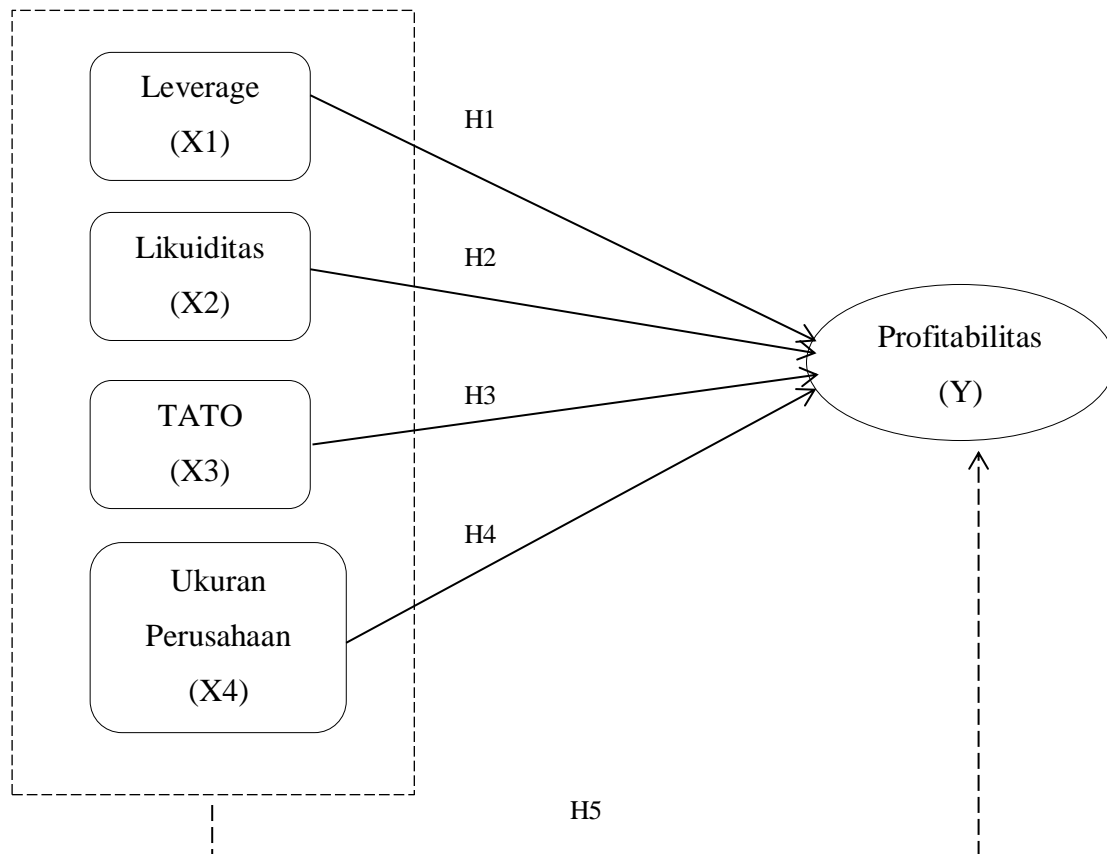 Leverage
(X1)
H1
Likuiditas
(X2)
H2
Profitabilitas
(Y)
TATO
(X3)
H3
Ukuran
Perusahaan
(X4)
H4
H5